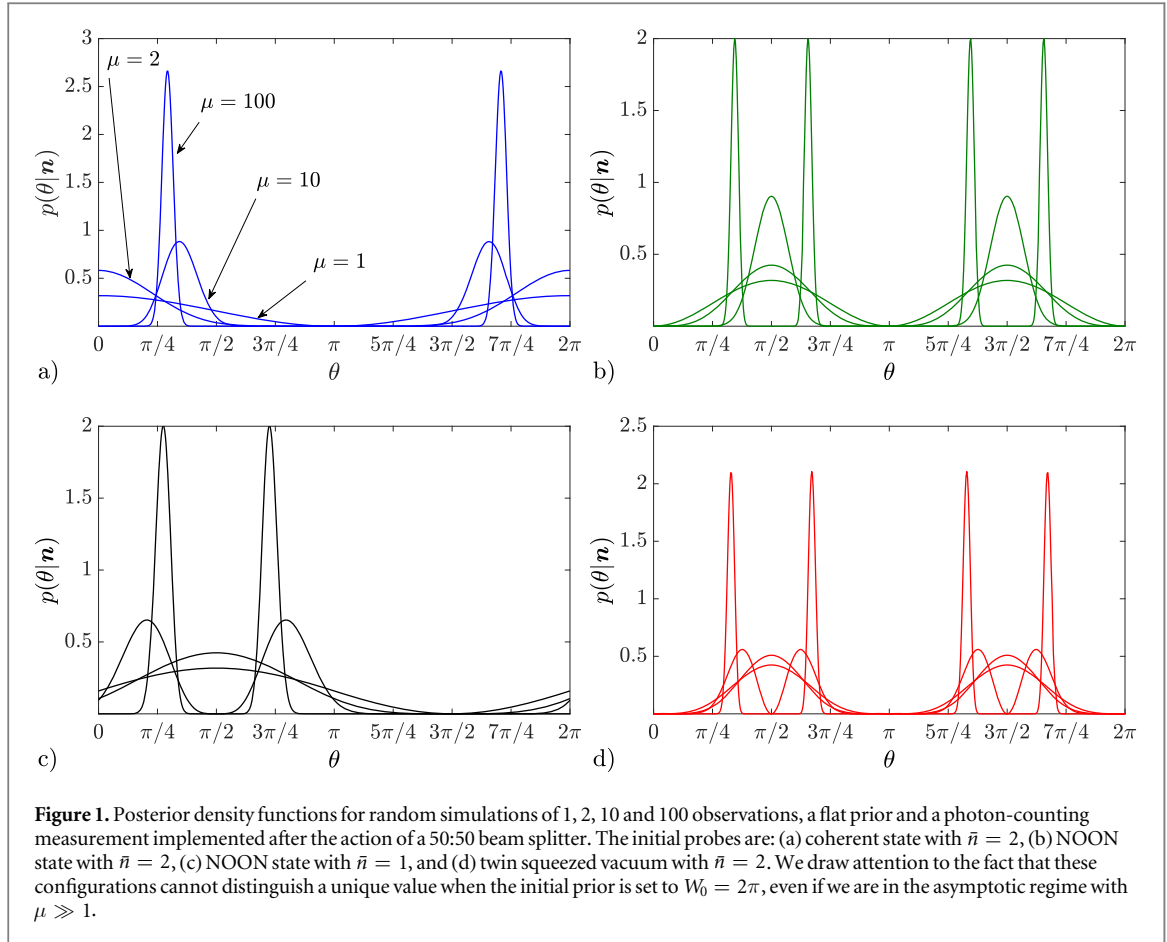 3
2.5
2
1.5
1
0.5
p(θ|n)
μ = 2
μ = 100
μ = 10
μ = 1
0 π/4 π/2 3π/4 π 5π/4 3π/2 7π/4 2π
a) θ
2
1.5
1
0.5
p(θ|n)
0 π/4 π/2 3π/4 π 5π/4 3π/2 7π/4 2π
b) θ
2
1.5
1
0.5
p(θ|n)
0 π/4 π/2 3π/4 π 5π/4 3π/2 7π/4 2π
c) θ
2.5
2
1.5
1
0.5
p(θ|n)
0 π/4 π/2 3π/4 π 5π/4 3π/2 7π/4 2π
d) θ
Figure 1. Posterior density functions for random simulations of 1, 2, 10 and 100 observations, a flat prior and a photon-counting
measurement implemented after the action of a 50:50 beam splitter. The initial probes are: (a) coherent state with n̄ = 2, (b) NOON
state with n̄ = 2, (c) NOON state with n̄ = 1, and (d) twin squeezed vacuum with n̄ = 2. We draw attention to the fact that these
configurations cannot distinguish a unique value when the initial prior is set to W₀ = 2π, even if we are in the asymptotic regime with
μ ≫ 1.